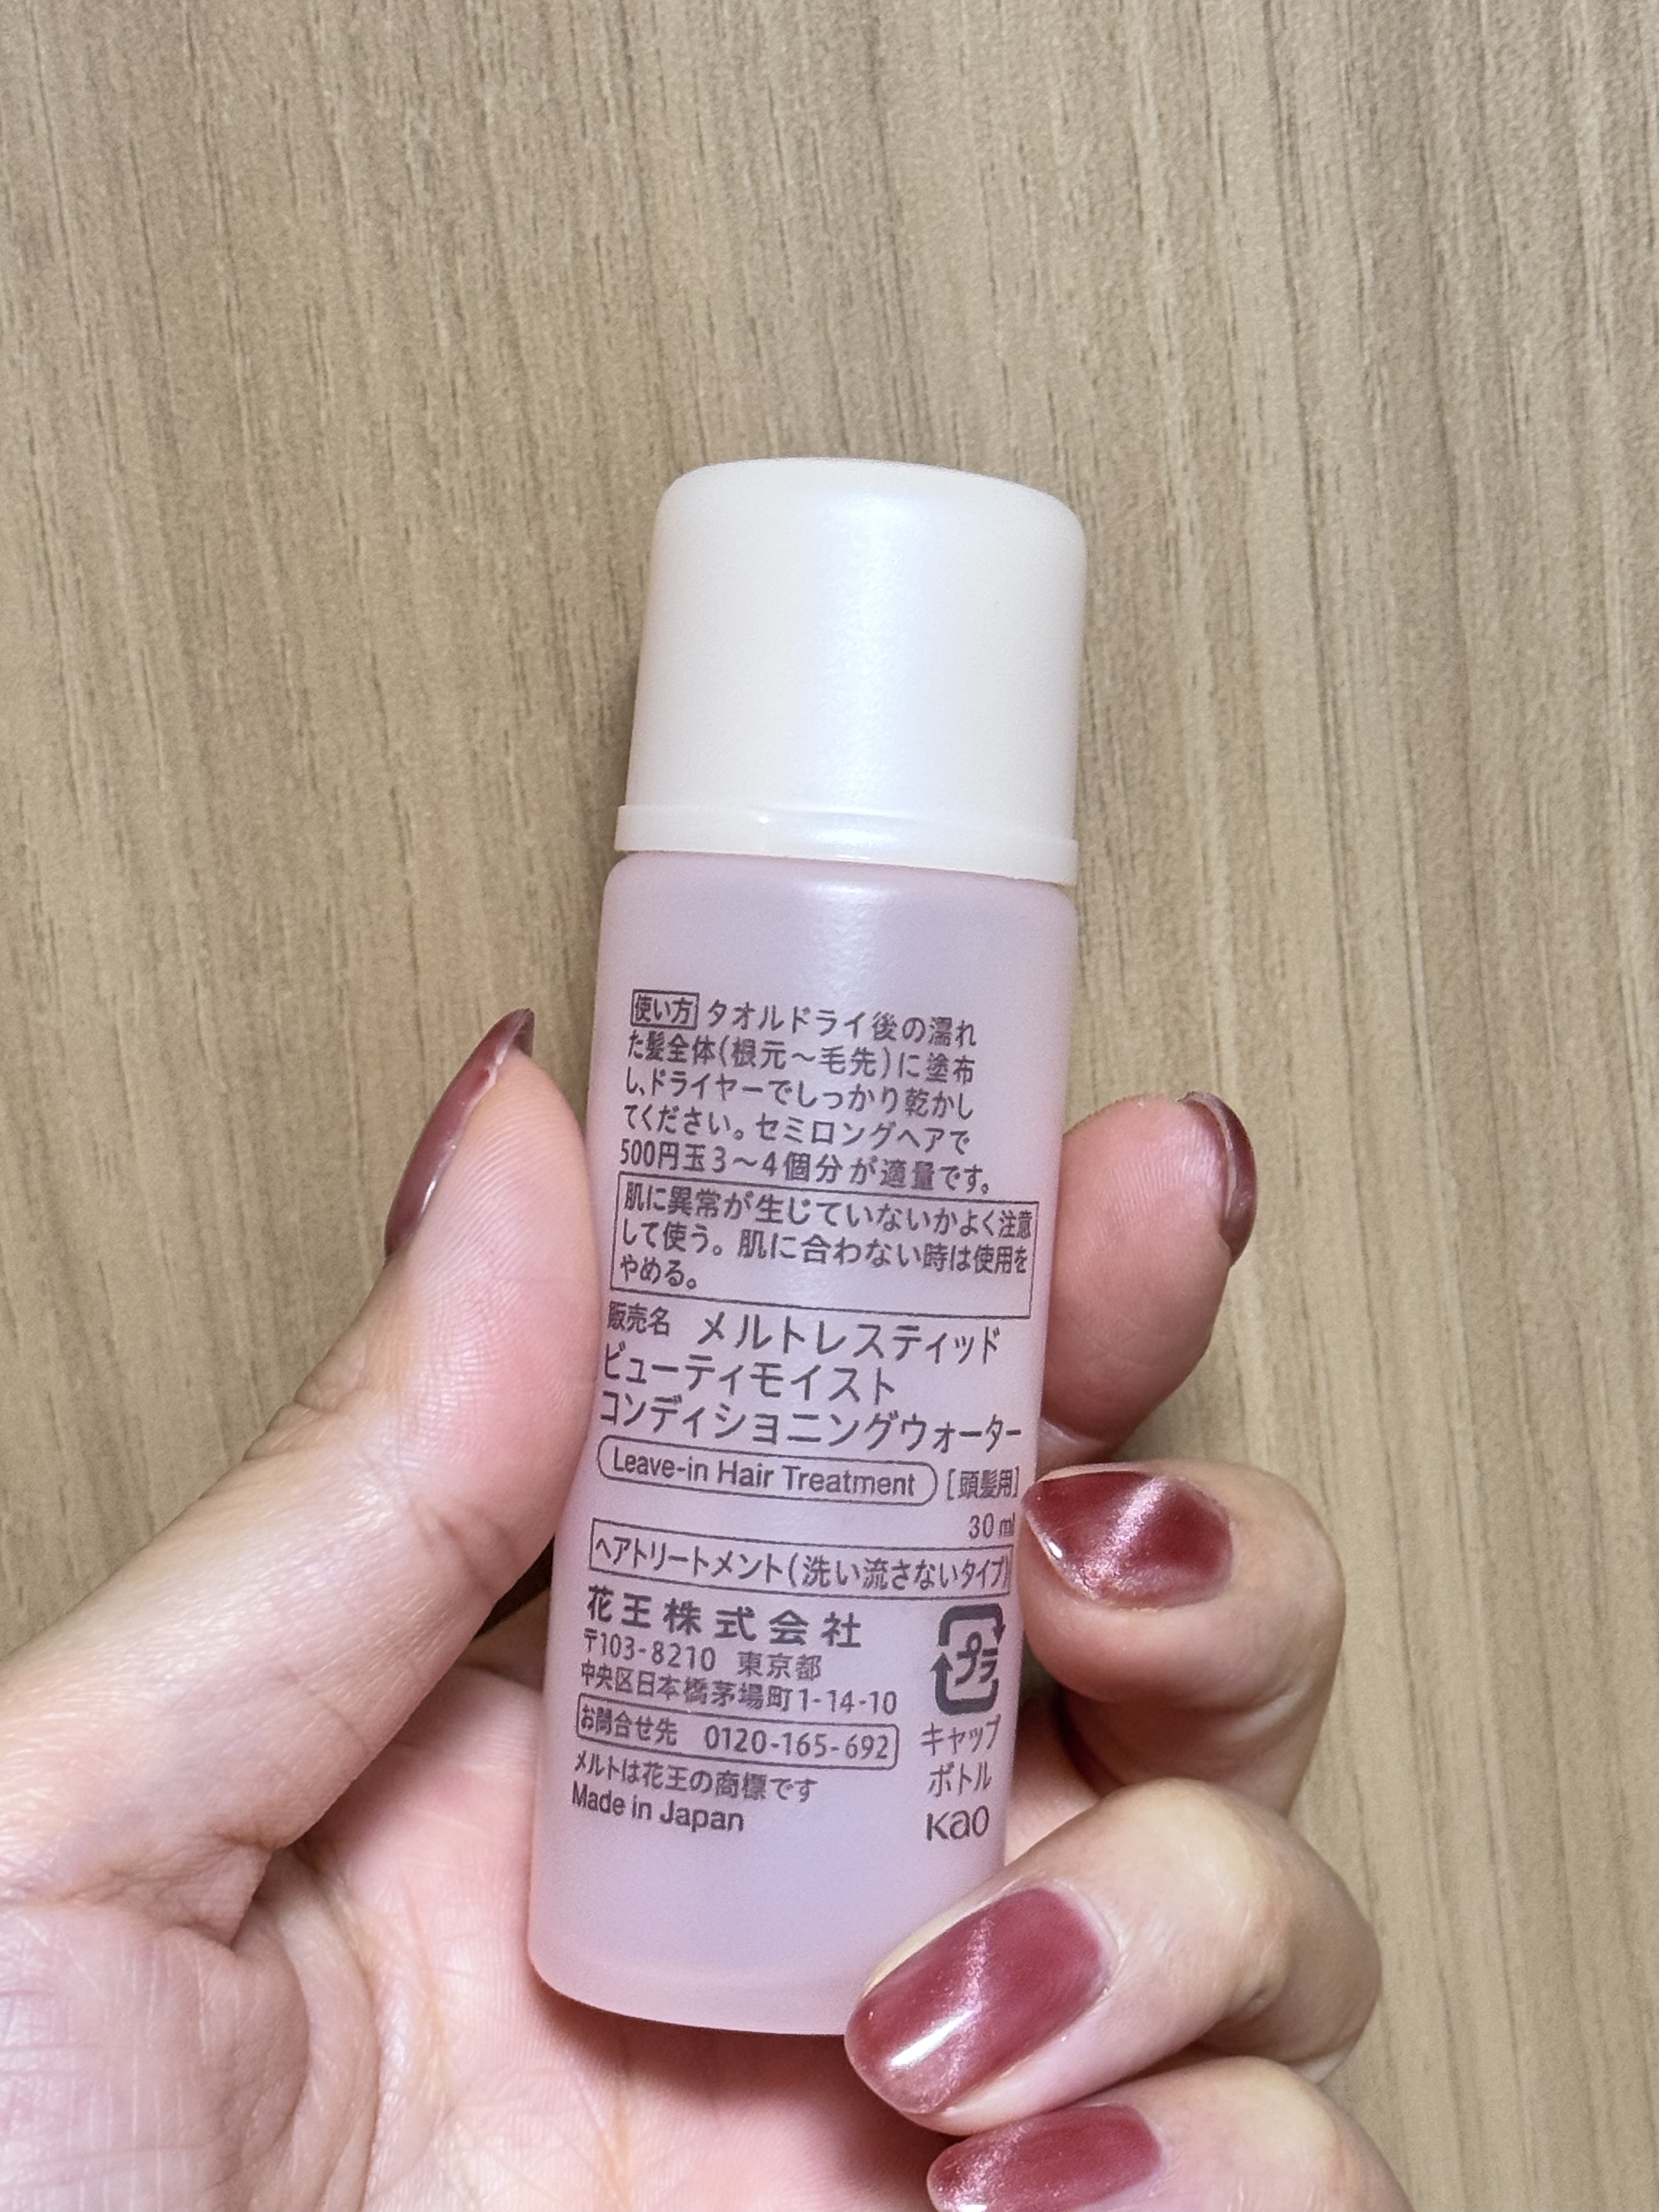 使い方 タオルドライ後の濡れ
た髪全体(根元～毛先)に塗布
し、ドライヤーでしっかり乾かし
てください。セミロングヘアで
500円玉3～4個分が適量です。
肌に異常が生じていないかよく注意
して使う。肌に合わない時は使用を
やめる。
販売名 メルトレスティッド
ビューティモイスト
コンディショニングウォーター
Leave-in Hair Treatment [頭髪用]
30 ml
ヘアトリートメント(洗い流さないタイプ)
花王株式会社
〒103-8210 東京都
中央区日本橋茅場町1-14-10
お問合せ先 0120-165-692
メルトは花王の商標です
Made in Japan
プラ
キャップ
ボトル
Kao